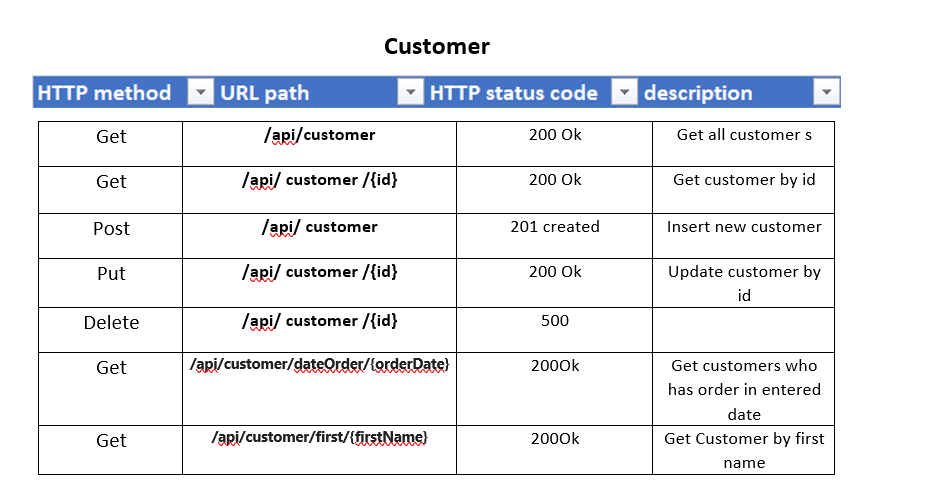 Customer
HTTP method URL path HTTP status code description
Get /api/customer 200 Ok Get all customer s
Get /api/ customer /{id} 200 Ok Get customer by id
Post /api/ customer 201 created Insert new customer
Put /api/ customer /{id} 200 Ok Update customer by
id
Delete /api/ customer /{id} 500
Get /api/customer/dateOrder/{orderDate} 200Ok Get customers who
has order in entered
date
Get /api/customer/first/{firstName} 200Ok Get Customer by first
name